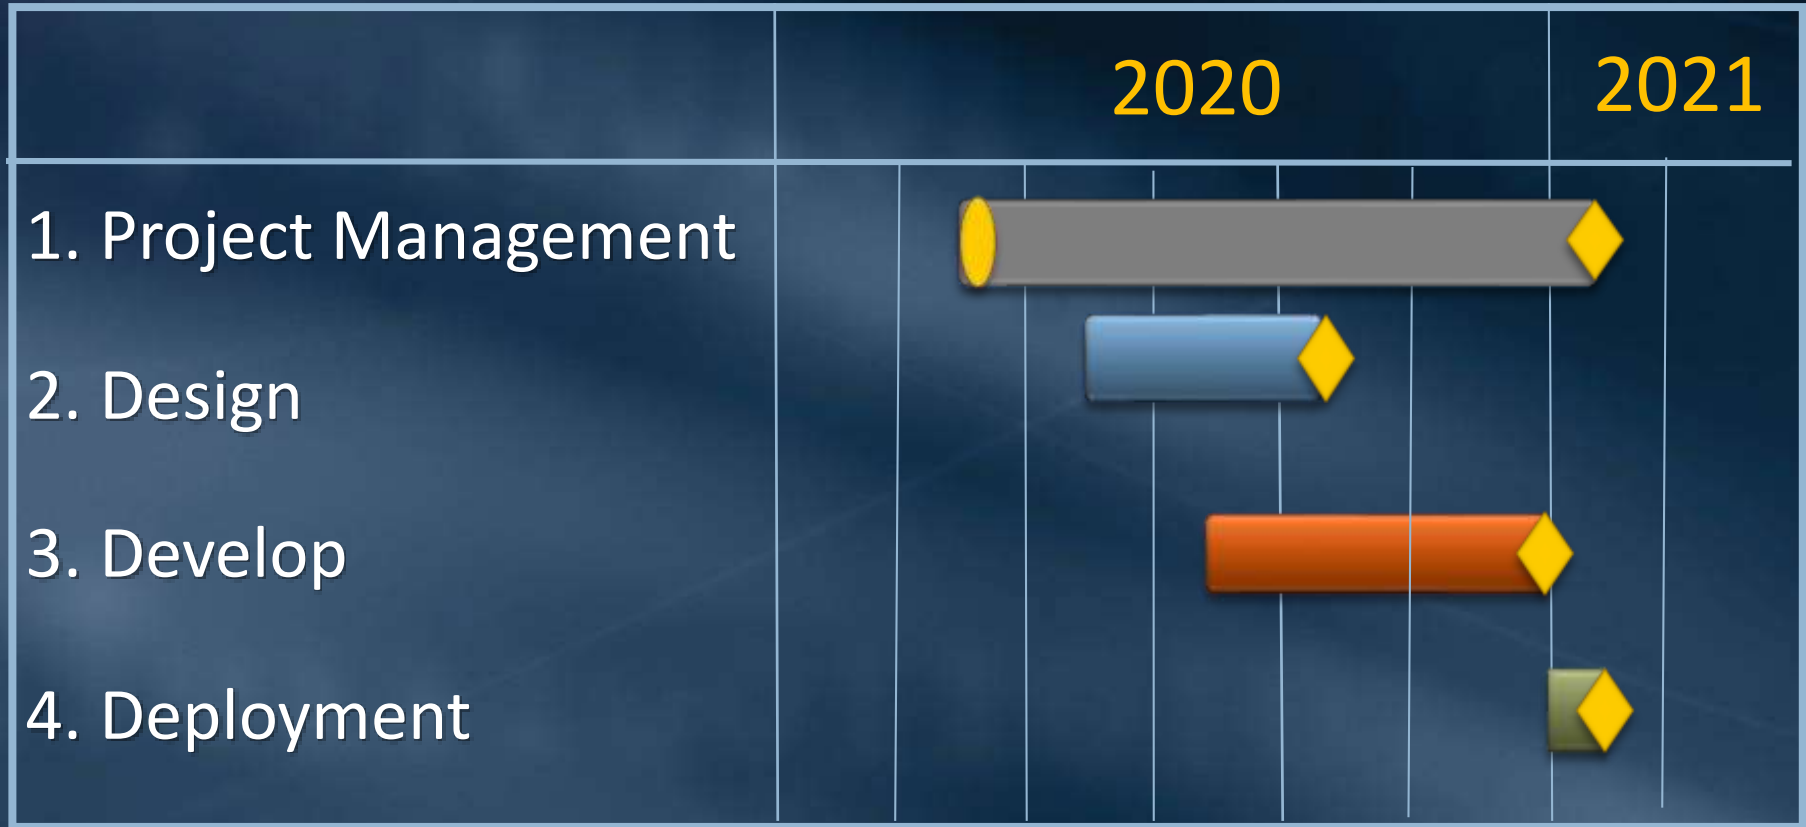 2020
2021
1. Project Management
2. Design
3. Develop
4. Deployment